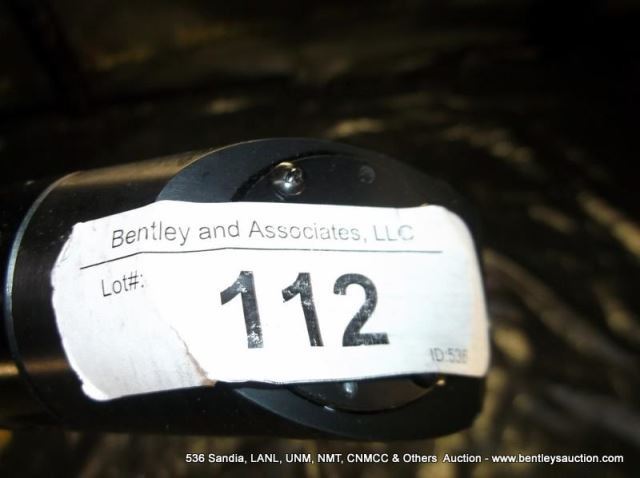 Bentley and Associates, LLC
Lot#:
112
ID:536
536 Sandia, LANL, UNM, NMT, CNMCC & Others Auction - www.bentleysauction.com